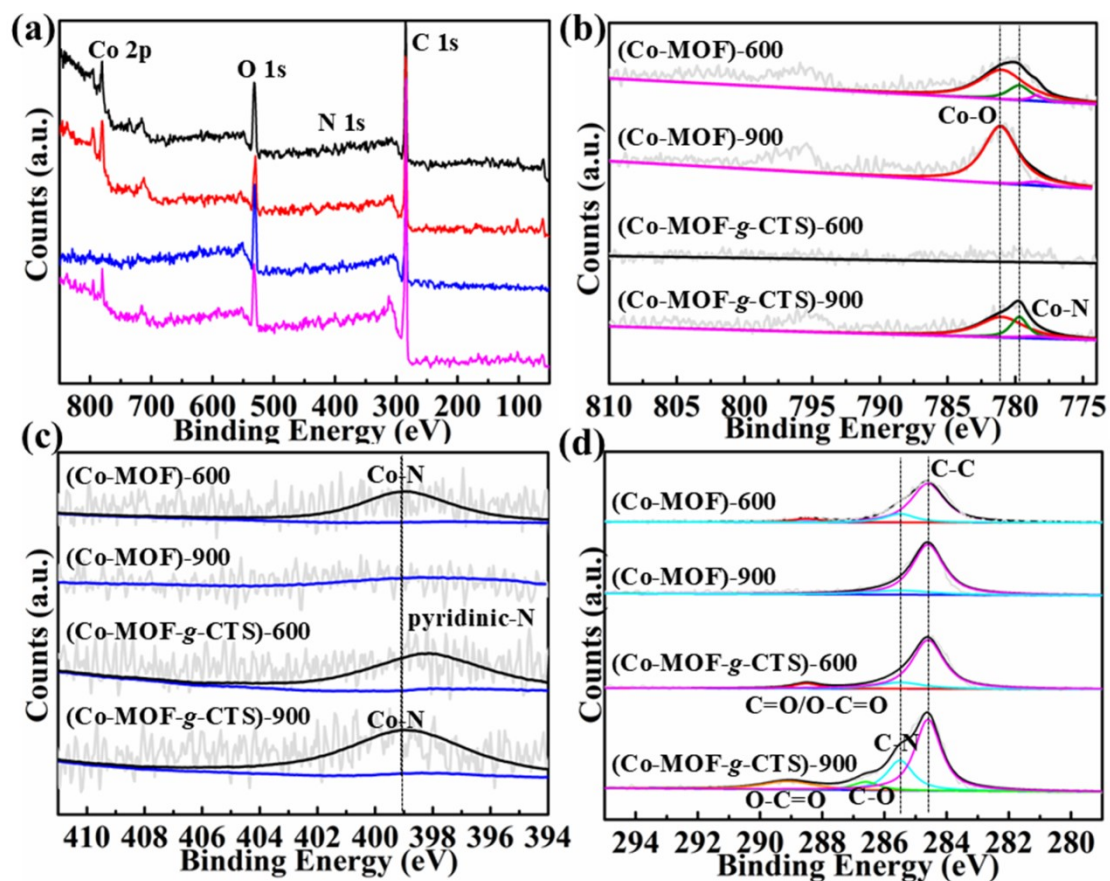 (a)
Co 2p
O 1s
N 1s
C 1s
Counts (a.u.)
800 700 600 500 400 300 200 100
Binding Energy (eV)
(b)
(Co-MOF)-600
Co-O
(Co-MOF)-900
(Co-MOF-g-CTS)-600
(Co-MOF-g-CTS)-900
Co-N
Counts (a.u.)
810 805 800 795 790 785 780 775
Binding Energy (eV)
(c)
(Co-MOF)-600
Co-N
(Co-MOF)-900
pyridinic-N
(Co-MOF-g-CTS)-600
(Co-MOF-g-CTS)-900
Co-N
Counts (a.u.)
410 408 406 404 402 400 398 396 394
Binding Energy (eV)
(d)
C-C
(Co-MOF)-600
(Co-MOF)-900
(Co-MOF-g-CTS)-600
C=O/O-C=O
C-N
(Co-MOF-g-CTS)-900
O-C=O
C-O
Counts (a.u.)
294 292 290 288 286 284 282 280
Binding Energy (eV)